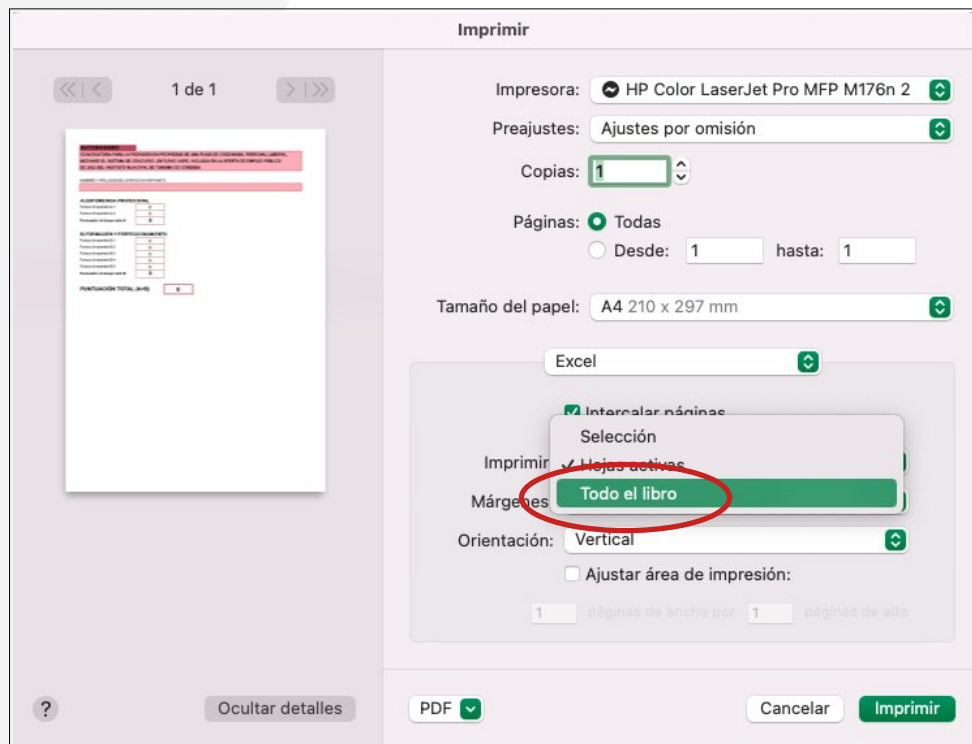 Imprimir
1 de 1
AUTOBAREMO
PUNTUACIÓN TOTAL (A+B) 0
Impresora: HP Color LaserJet Pro MFP M176n 2
Preajustes: Ajustes por omisión
Copias: 1
Páginas: Todas
Desde: 1 hasta: 1
Tamaño del papel: A4 210 x 297 mm
Excel
Intercalar páginas
Selección
Imprimir ✓ Hojas activas
Todo el libro
Márgenes
Orientación: Vertical
Ajustar área de impresión:
1 páginas de ancho por 1 páginas de alto
? Ocultar detalles PDF Cancelar Imprimir